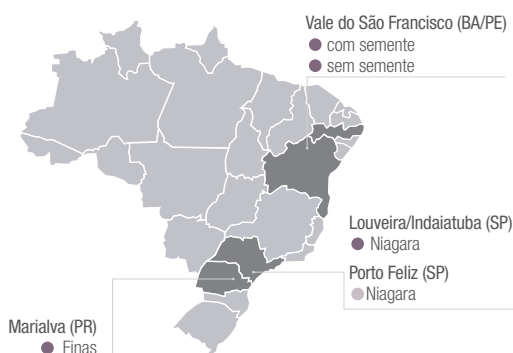 Vale do São Francisco (BA/PE)
com semente
sem semente
Louveira/Indaiatuba (SP)
Niagara
Porto Feliz (SP)
Niagara
Marialva (PR)
Finas